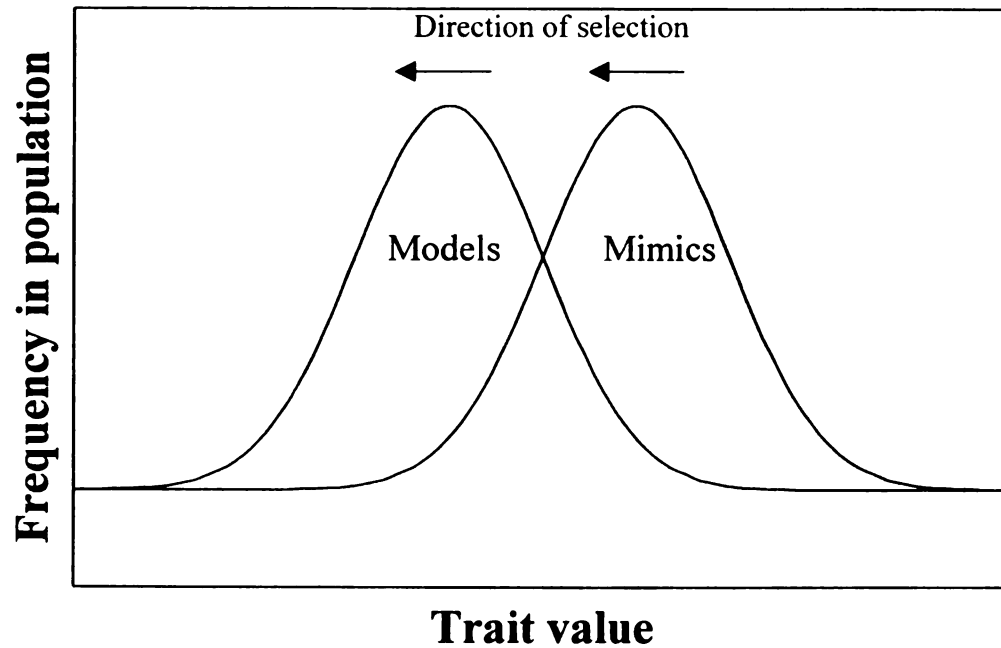 Direction of selection
Models
Mimics
Frequency in population
Trait value